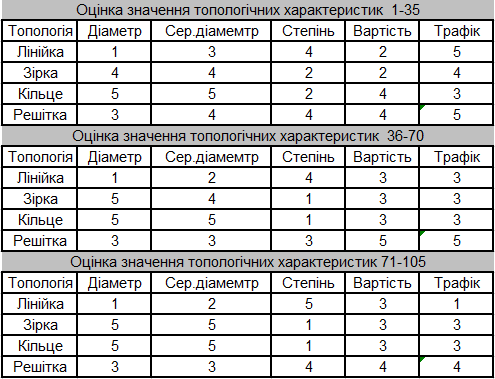 Оцінка значення топологічних характеристик 1-35
Топологія Діаметр Сер.діамемтр Степінь Вартість Трафік
Лінійка 1 3 4 2 5
Зірка 4 4 2 2 4
Кільце 5 5 2 4 3
Решітка 3 4 4 4 5
Оцінка значення топологічних характеристик 36-70
Топологія Діаметр Сер.діамемтр Степінь Вартість Трафік
Лінійка 1 2 4 3 3
Зірка 5 4 1 3 3
Кільце 5 5 1 3 3
Решітка 3 3 3 5 5
Оцінка значення топологічних характеристик 71-105
Топологія Діаметр Сер.діамемтр Степінь Вартість Трафік
Лінійка 1 2 5 3 1
Зірка 5 5 1 3 3
Кільце 5 5 1 3 3
Решітка 3 3 4 4 4